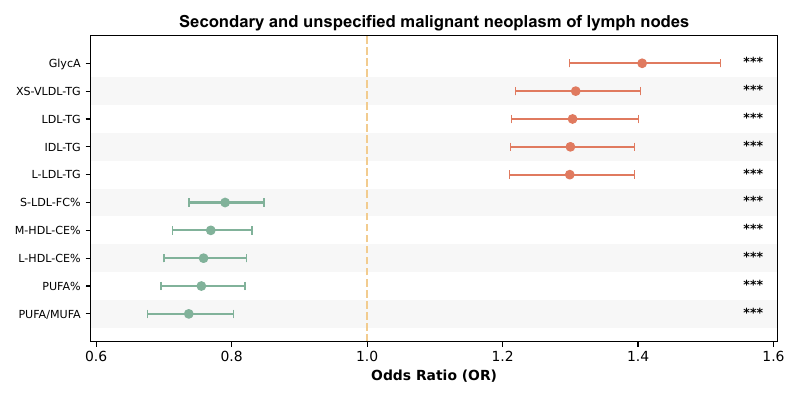 Secondary and unspecified malignant neoplasm of lymph nodes
GlycA ***
XS-VLDL-TG ***
LDL-TG ***
IDL-TG ***
L-LDL-TG ***
S-LDL-FC% ***
M-HDL-CE% ***
L-HDL-CE% ***
PUFA% ***
PUFA/MUFA ***
0.6 0.8 1.0 1.2 1.4 1.6
Odds Ratio (OR)